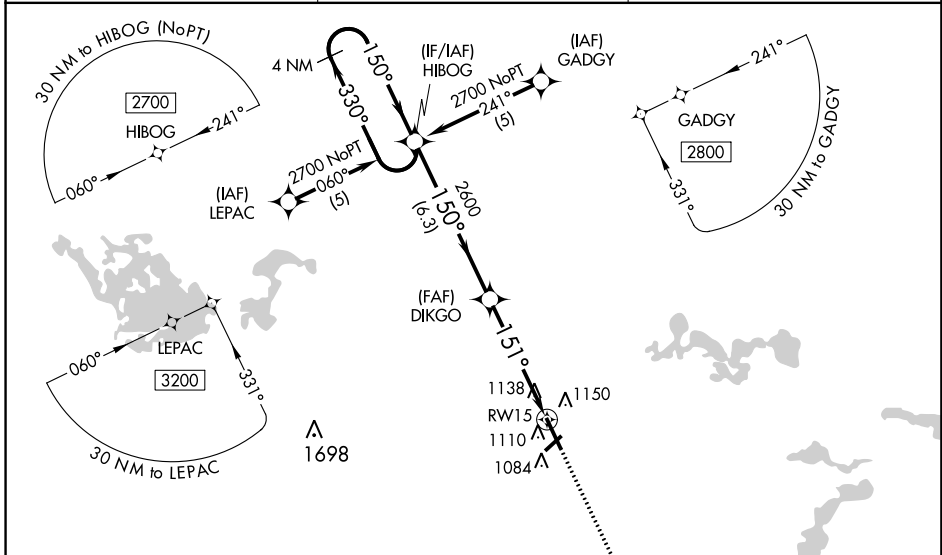 30 NM to HIBOG (NoPT)
2700
HIBOG
241°
060°
4 NM
150°
330°
(IF/IAF)
HIBOG
(IAF)
GADGY
2700 NoPT
241°
(5)
2700 NoPT
060°
(5)
(IAF)
LEPAC
241°
GADGY
2800
331°
30 NM to GADGY
2600
150°
(6.3)
(FAF)
DIKGO
151°
LEPAC
3200
060°
331°
30 NM to LEPAC
1698
1138
1150
RW15
1110
1084